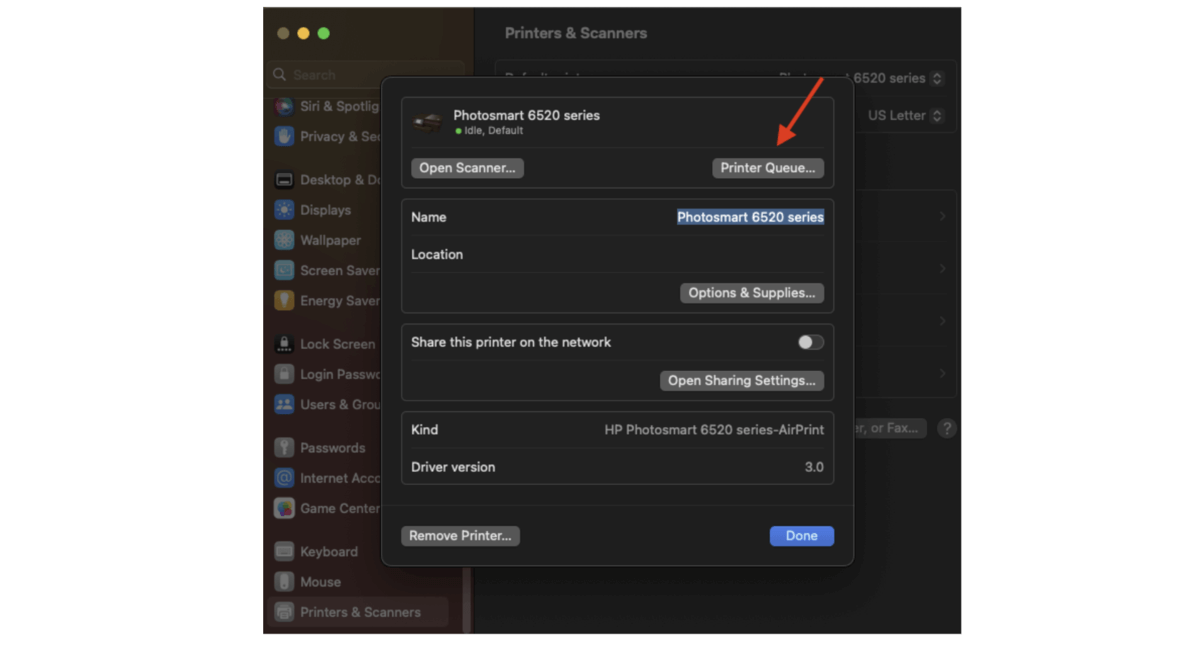 Printers & Scanners
Search
Siri & Spotlig
Privacy & Sec
Desktop & Do
Displays
Wallpaper
Screen Saver
Energy Saver
Lock Screen
Login Passwo
Users & Grou
Passwords
Internet Acco
Game Center
Keyboard
Mouse
Printers & Scanners
6520 series
US Letter
Photosmart 6520 series
Idle, Default
Open Scanner...
Printer Queue...
Name
Photosmart 6520 series
Location
Options & Supplies...
Share this printer on the network
Open Sharing Settings...
Kind
HP Photosmart 6520 series-AirPrint
Driver version
3.0
er, or Fax...
?
Remove Printer...
Done